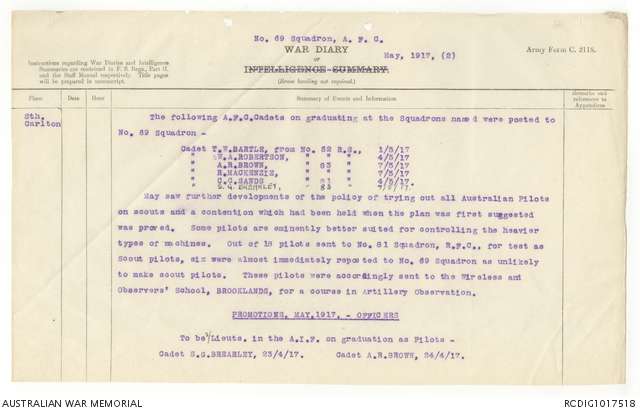 No. 69 Squadron, A. F. C.
WAR DIARY
or
INTELLIGENCE SUMMARY.
(Erase heading not required.)
May, 1917, (2)
Army Form C. 2118.
Instructions regarding War Diaries and Intelligence
Summaries are contained in F. S. Regs., Part II.
and the Staff Manual respectively. Title pages
will be prepared in manuscript.
Place Date Hour Summary of Events and Information Remarks and references to Appendices
Sth. Carlton
The following A.F.C. Cadets on graduating at the Squadrons named were posted to
No. 69 Squadron -
Cadet T.W. BARTLE, from No. 52 R.S., 1/5/17
" W.A. ROBERTSON, " " " 4/5/17
" A.R. BROWN, " 63 " 7/5/17
" R. MACKENZIE, " " " 7/5/17
" C.C. SANDS " " 4/5/17
" S.G. BREARLEY, "
May saw further developments of the policy of trying out all Australian Pilots
on scouts and a contention which had been held when the plan was first suggested
was proved. Some pilots are eminently better suited for controlling the heavier
types of machines. Out of 18 pilots sent to No. 81 Squadron, R.F.C., for test as
Scout pilots, six were almost immediately reposted to No. 69 Squadron as unlikely
to make scout pilots. These pilots were accordingly sent to the Wireless and
Observers' School, BROOKLANDS, for a course in Artillery Observation.
PROMOTIONS, MAY, 1917, - OFFICERS
To be 2/Lieuts. in the A.I.F. on graduation as Pilots -
Cadet S.G. BREARLEY, 23/4/17. Cadet A.R. BROWN, 24/4/17.
AUSTRALIAN WAR MEMORIAL
RCDIG1017518